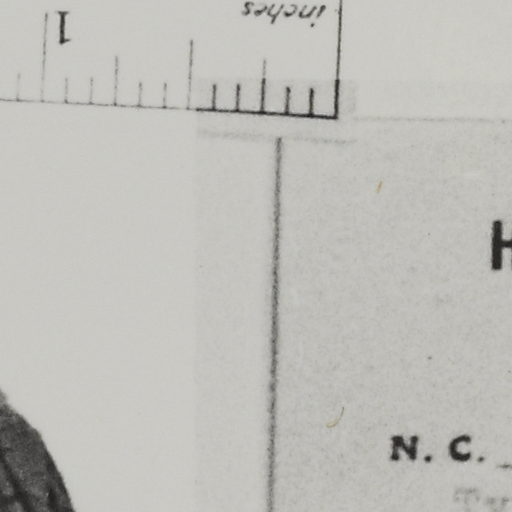 1
inches
H
N. C.